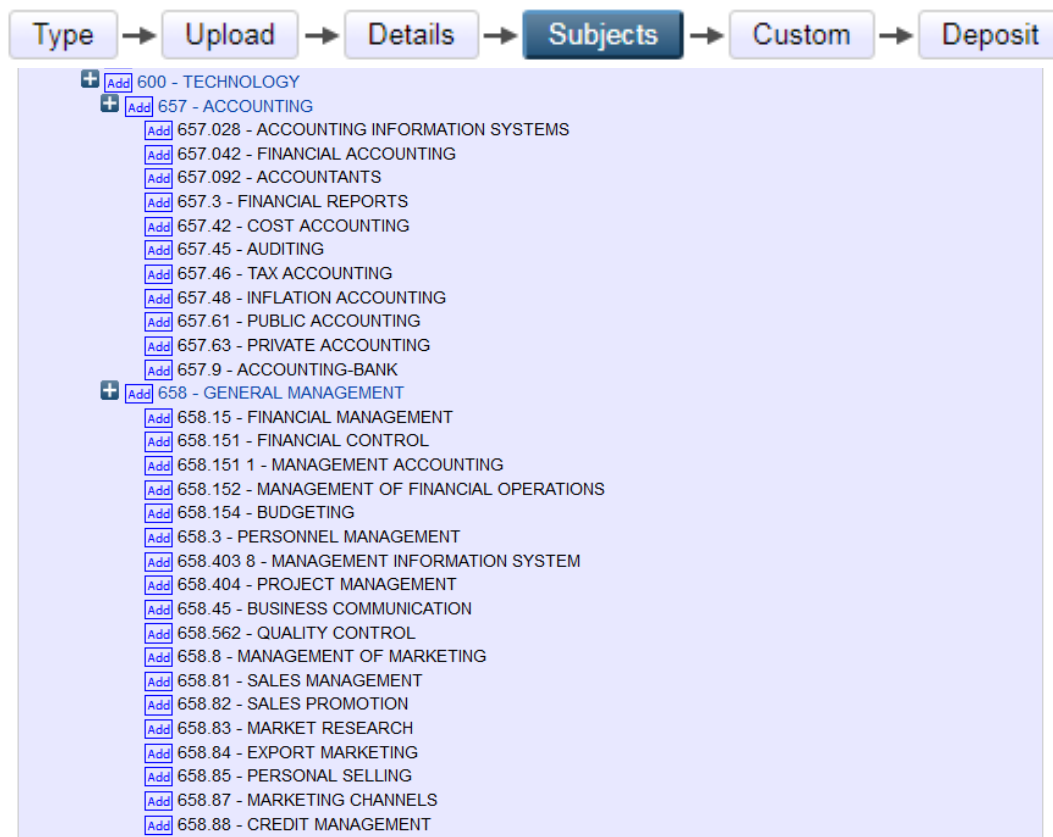 Type Upload Details Subjects Custom Deposit
Add 600 - TECHNOLOGY
Add 657 - ACCOUNTING
Add 657.028 - ACCOUNTING INFORMATION SYSTEMS
Add 657.042 - FINANCIAL ACCOUNTING
Add 657.092 - ACCOUNTANTS
Add 657.3 - FINANCIAL REPORTS
Add 657.42 - COST ACCOUNTING
Add 657.45 - AUDITING
Add 657.46 - TAX ACCOUNTING
Add 657.48 - INFLATION ACCOUNTING
Add 657.61 - PUBLIC ACCOUNTING
Add 657.63 - PRIVATE ACCOUNTING
Add 657.9 - ACCOUNTING-BANK
Add 658 - GENERAL MANAGEMENT
Add 658.15 - FINANCIAL MANAGEMENT
Add 658.151 - FINANCIAL CONTROL
Add 658.151 1 - MANAGEMENT ACCOUNTING
Add 658.152 - MANAGEMENT OF FINANCIAL OPERATIONS
Add 658.154 - BUDGETING
Add 658.3 - PERSONNEL MANAGEMENT
Add 658.403 8 - MANAGEMENT INFORMATION SYSTEM
Add 658.404 - PROJECT MANAGEMENT
Add 658.45 - BUSINESS COMMUNICATION
Add 658.562 - QUALITY CONTROL
Add 658.8 - MANAGEMENT OF MARKETING
Add 658.81 - SALES MANAGEMENT
Add 658.82 - SALES PROMOTION
Add 658.83 - MARKET RESEARCH
Add 658.84 - EXPORT MARKETING
Add 658.85 - PERSONAL SELLING
Add 658.87 - MARKETING CHANNELS
Add 658.88 - CREDIT MANAGEMENT